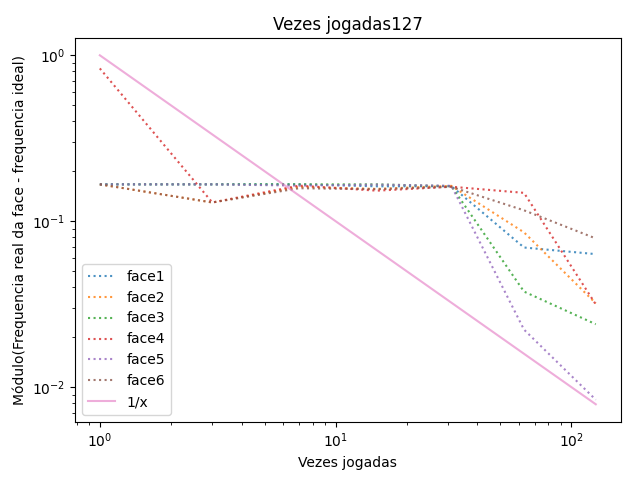 Vezes jogadas127
Módulo(Frequencia real da face - frequencia ideal)
10⁰
10⁻¹
10⁻²
face1
face2
face3
face4
face5
face6
1/x
10⁰
10¹
10²
Vezes jogadas